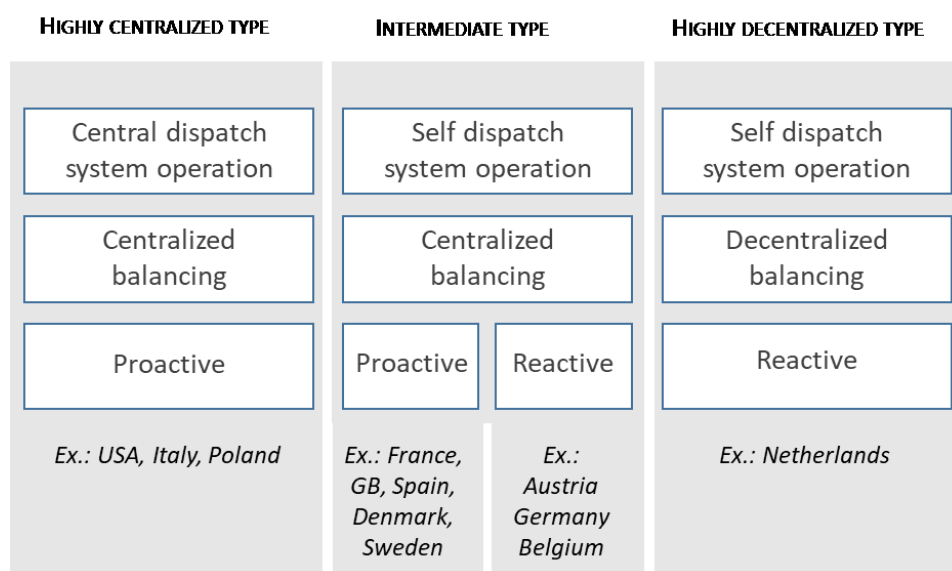 HIGHLY CENTRALIZED TYPE
INTERMEDIATE TYPE
HIGHLY DECENTRALIZED TYPE
Central dispatch
system operation
Self dispatch
system operation
Self dispatch
system operation
Centralized
balancing
Centralized
balancing
Decentralized
balancing
Proactive
Proactive
Reactive
Reactive
Ex.: USA, Italy, Poland
Ex.: France,
GB, Spain,
Denmark,
Sweden
Ex.:
Austria
Germany
Belgium
Ex.: Netherlands